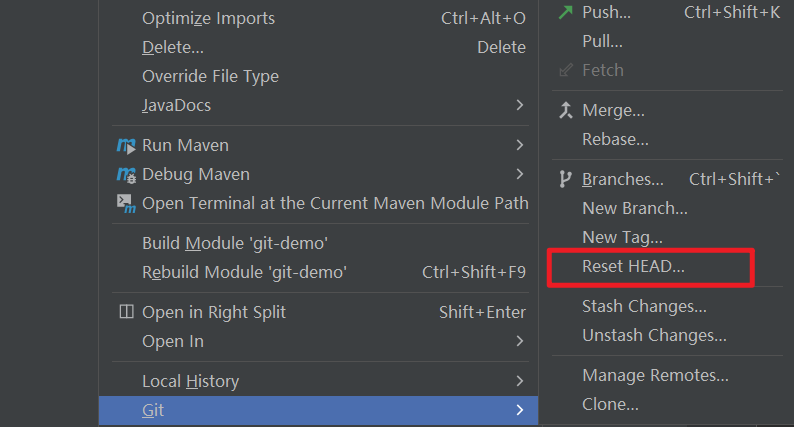 Optimize Imports Ctrl+Alt+O
Delete... Delete
Override File Type
JavaDocs
Run Maven
Debug Maven
Open Terminal at the Current Maven Module Path
Build Module 'git-demo'
Rebuild Module 'git-demo' Ctrl+Shift+F9
Open in Right Split Shift+Enter
Open In
Local History
Git
Push... Ctrl+Shift+K
Pull...
Fetch
Merge...
Rebase...
Branches... Ctrl+Shift+`
New Branch...
New Tag...
Reset HEAD...
Stash Changes...
Unstash Changes...
Manage Remotes...
Clone...